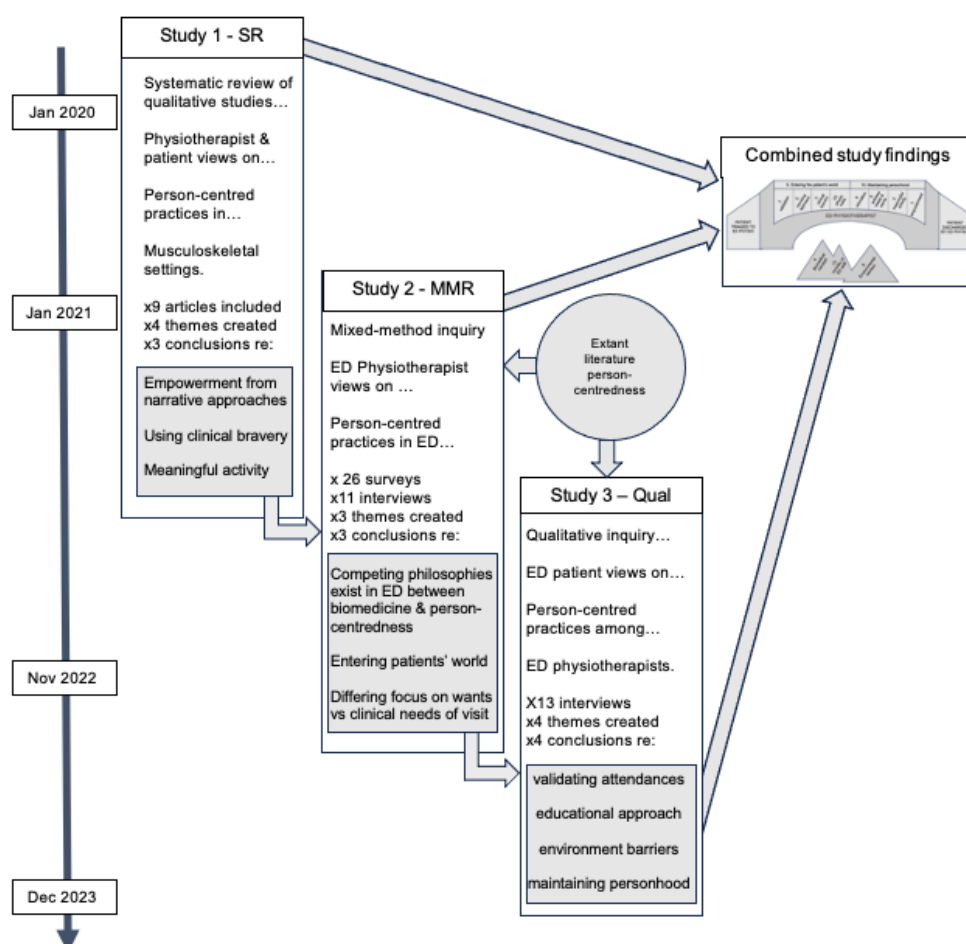 Jan 2020
Jan 2021
Nov 2022
Dec 2023
Study 1 - SR
Systematic review of
qualitative studies…
Physiotherapist &
patient views on…
Person-centred
practices in…
Musculoskeletal
settings.
x9 articles included
x4 themes created
x3 conclusions re:
Empowerment from
narrative approaches
Using clinical bravery
Meaningful activity
Study 2 - MMR
Mixed-method inquiry
ED Physiotherapist
views on …
Person-centred
practices in ED…
x 26 surveys
x11 interviews
x3 themes created
x3 conclusions re:
Competing philosophies
exist in ED between
biomedicine & person-
centredness
Entering patients' world
Differing focus on wants
vs clinical needs of visit
Extant
literature
person-
centredness
Study 3 – Qual
Qualitative inquiry…
ED patient views on…
Person-centred
practices among…
ED physiotherapists.
X13 interviews
x4 themes created
x4 conclusions re:
validating attendances
educational approach
environment barriers
maintaining personhood
Combined study findings
ED PHYSIOTHERAPIST